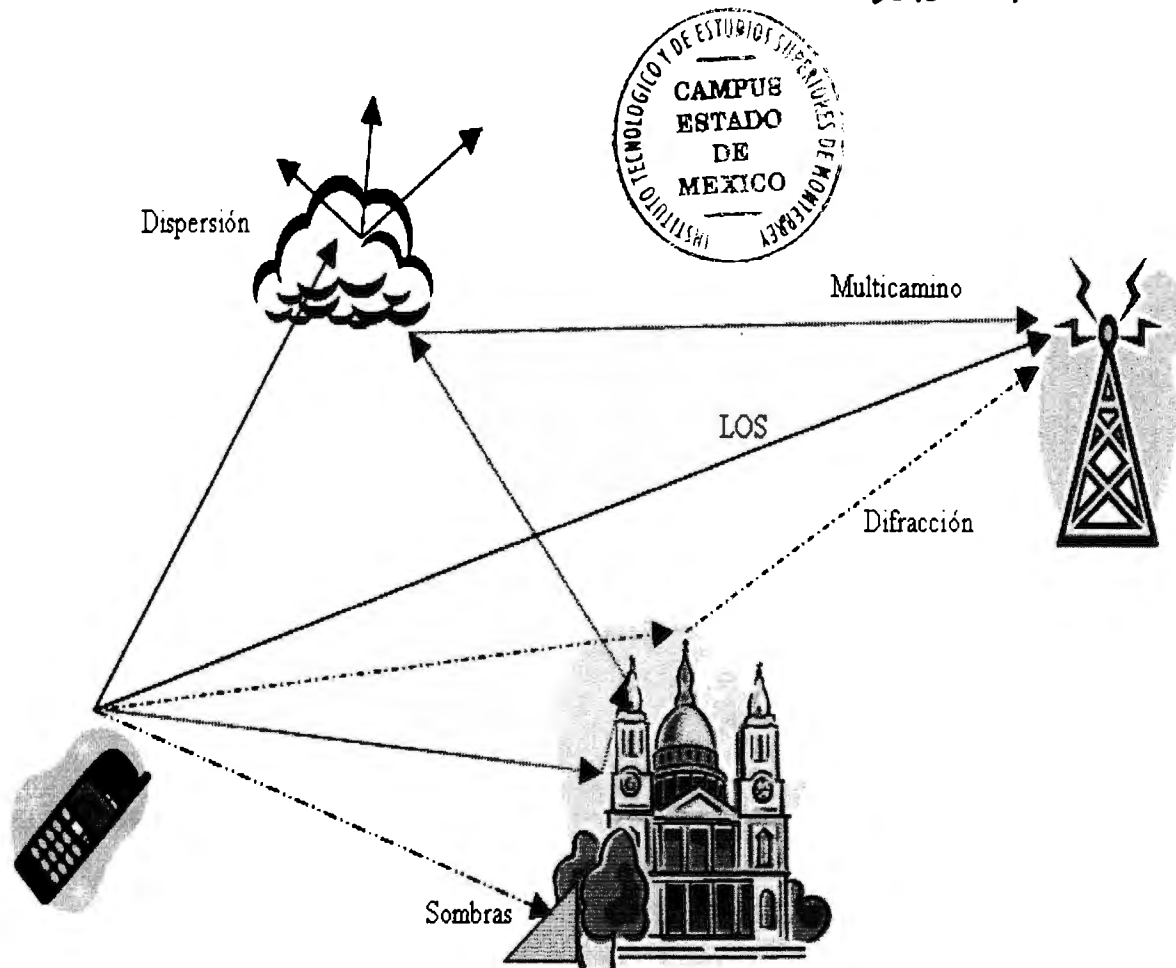 INSTITUTO TECNOLOGICO Y DE ESTUDIOS SUPERIORES DE MONTERREY
CAMPUS
ESTADO
DE
MEXICO
Dispersión
Multicamino
LOS
Difracción
Sombras